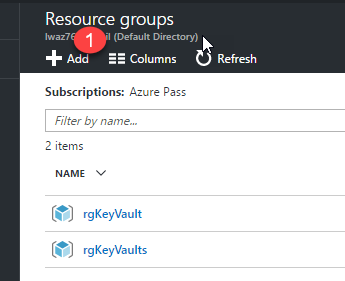 Resource groups
(Default Directory)
1
Add Columns Refresh
Subscriptions: Azure Pass
Filter by name...
2 items
NAME
rgKeyVault
rgKeyVaults